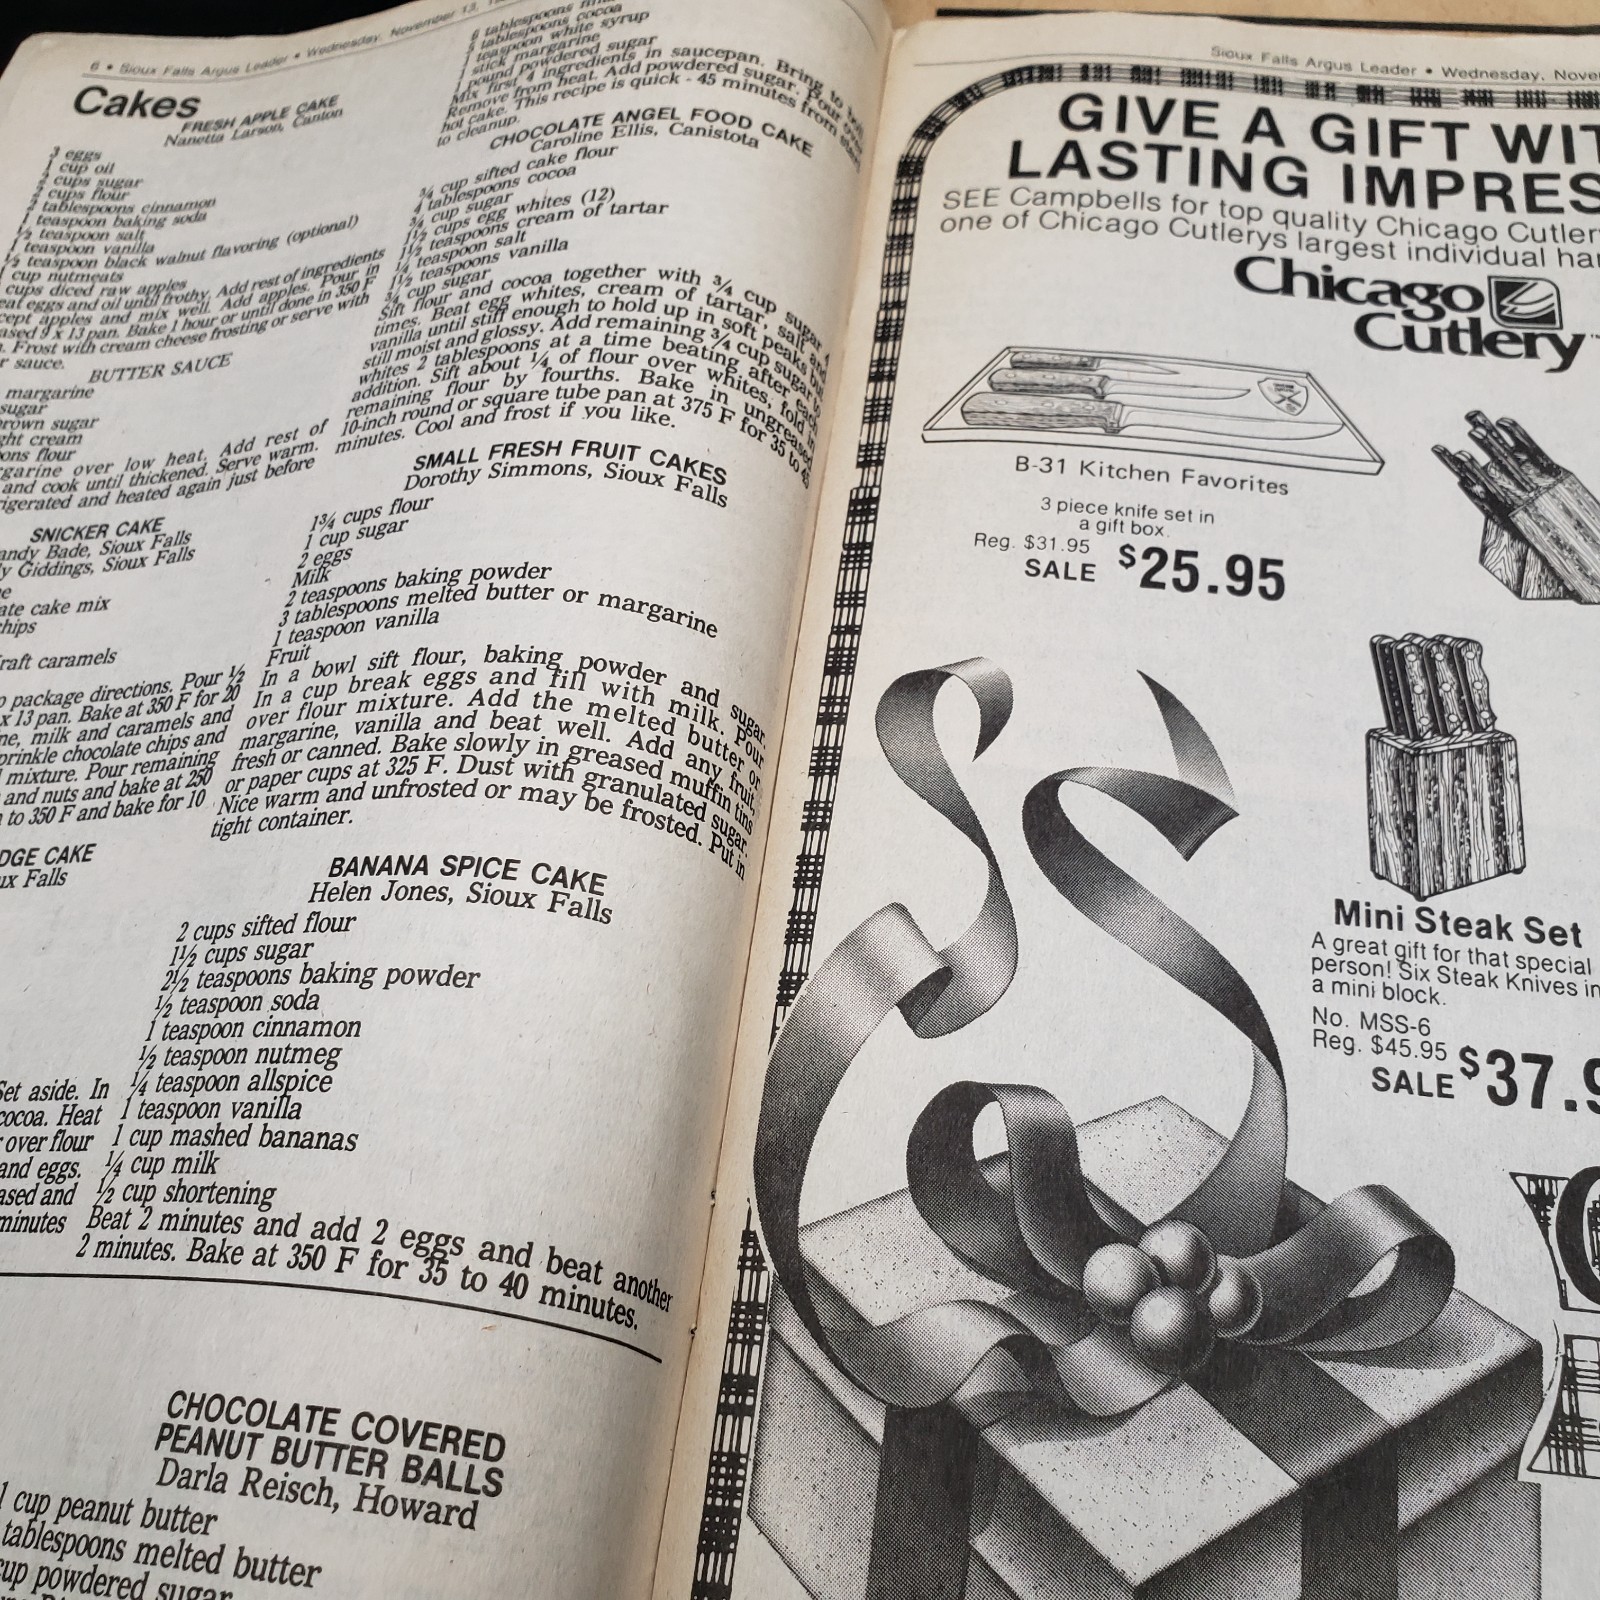 6 • Sioux Falls Argus Leader • Wednesday, November 13,
Cakes
FRESH APPLE CAKE
Nanetta Larson, Canton
3 eggs
1 cup oil
2 cups sugar
2 cups flour
2 tablespoons cinnamon
1 teaspoon baking soda
½ teaspoon salt
1 teaspoon vanilla
½ teaspoon black walnut flavoring (optional)
1 cup nutmeats
cups diced raw apples
eggs and oil until frothy. Add rest of ingredients
apples and mix well. Add apples. Pour in
9 x 13 pan. Bake 1 hour or until done in 350 F
Frost with cream cheese frosting or serve with
sauce.
BUTTER SAUCE
margarine
sugar
brown sugar
cream
flour
over low heat. Add rest of
and cook until thickened. Serve warm.
and heated again just before
SNICKER CAKE
Bade, Sioux Falls
Giddings, Sioux Falls
cake mix
chips
caramels
package directions. Pour ½
x 13 pan. Bake at 350 F for 20
milk and caramels and
chocolate chips and
mixture. Pour remaining
and nuts and bake at 250
to 350 F and bake for 10
CAKE
Falls
Set aside. In
cocoa. Heat
over flour
and eggs.
and
minutes
6 tablespoons
tablespoons cocoa
teaspoon white syrup
1 stick margarine
1 pound powdered sugar
Mix first 4 ingredients in saucepan. Bring to boil.
Remove from heat. Add powdered sugar. Pour over
hot cake. This recipe is quick - 45 minutes from start
to cleanup.
CHOCOLATE ANGEL FOOD CAKE
Caroline Ellis, Canistota
¾ cup sifted cake flour
4 tablespoons cocoa
¾ cup sugar
1½ cups egg whites (12)
1½ teaspoons cream of tartar
¼ teaspoon salt
1½ teaspoons vanilla
¾ cup sugar
Sift flour and cocoa together with ¾ cup sugar 4
times. Beat egg whites, cream of tartar, salt and
vanilla until stiff enough to hold up in soft peaks but
still moist and glossy. Add remaining ¾ cup sugar to
whites 2 tablespoons at a time beating after each
addition. Sift about ¼ of flour over whites, fold in
remaining flour by fourths. Bake in ungreased
10-inch round or square tube pan at 375 F for 35 to 45
minutes. Cool and frost if you like.
SMALL FRESH FRUIT CAKES
Dorothy Simmons, Sioux Falls
1¾ cups flour
1 cup sugar
2 eggs
Milk
2 teaspoons baking powder
3 tablespoons melted butter or margarine
1 teaspoon vanilla
Fruit
In a bowl sift flour, baking powder and sugar.
In a cup break eggs and fill with milk. Pour
over flour mixture. Add the melted butter or
margarine, vanilla and beat well. Add any fruit,
fresh or canned. Bake slowly in greased muffin tins
or paper cups at 325 F. Dust with granulated sugar.
Nice warm and unfrosted or may be frosted. Put in
tight container.
BANANA SPICE CAKE
Helen Jones, Sioux Falls
2 cups sifted flour
1½ cups sugar
2½ teaspoons baking powder
½ teaspoon soda
1 teaspoon cinnamon
½ teaspoon nutmeg
¼ teaspoon allspice
1 teaspoon vanilla
1 cup mashed bananas
¼ cup milk
½ cup shortening
Beat 2 minutes and add 2 eggs and beat another
2 minutes. Bake at 350 F for 35 to 40 minutes.
CHOCOLATE COVERED
PEANUT BUTTER BALLS
Darla Reisch, Howard
1 cup peanut butter
tablespoons melted butter
cup powdered sugar
Sioux Falls Argus Leader • Wednesday, Nove
GIVE A GIFT WIT
LASTING IMPRES
SEE Campbells for top quality Chicago Cutler
one of Chicago Cutlerys largest individual ha
Chicago
Cutlery™
B-31 Kitchen Favorites
3 piece knife set in
a gift box.
Reg. $31.95
SALE $25.95
Mini Steak Set
A great gift for that special
person! Six Steak Knives in
a mini block.
No. MSS-6
Reg. $45.95
SALE $37.9